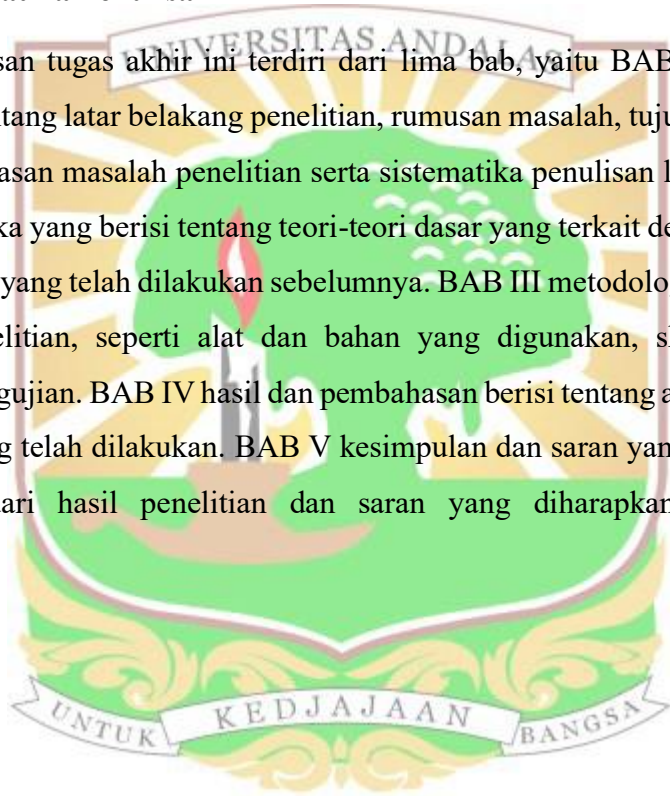 UNIVERSITAS ANDALAS
san tugas akhir ini terdiri dari lima bab, yaitu BAB
tang latar belakang penelitian, rumusan masalah, tuju
asan masalah penelitian serta sistematika penulisan l
ka yang berisi tentang teori-teori dasar yang terkait de
yang telah dilakukan sebelumnya. BAB III metodolo
elitian, seperti alat dan bahan yang digunakan, s
gujian. BAB IV hasil dan pembahasan berisi tentang a
g telah dilakukan. BAB V kesimpulan dan saran yan
ari hasil penelitian dan saran yang diharapkan
UNTUK KEDJAJAAN BANGSA